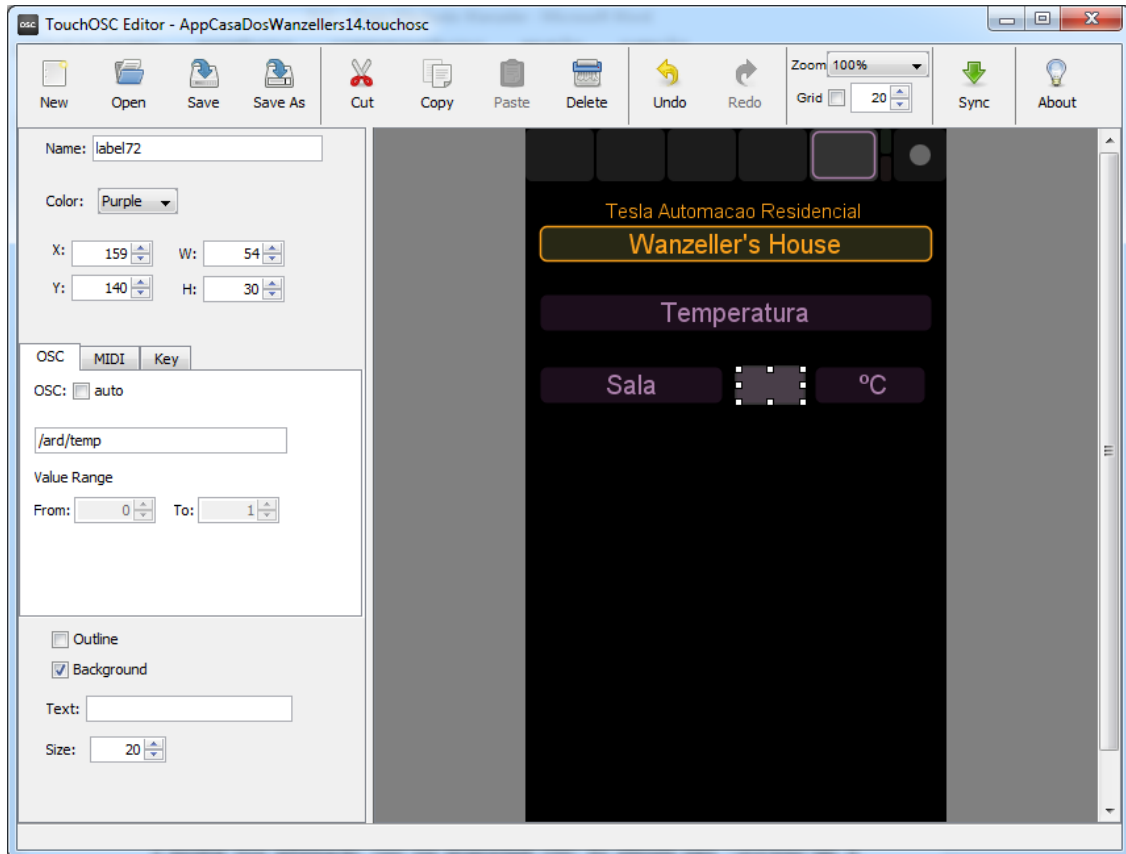 osc TouchOSC Editor - AppCasaDosWanzellers14.touchosc
New Open Save Save As Cut Copy Paste Delete Undo Redo Zoom 100% Grid 20 Sync About
Name: label72
Color: Purple
X: 159 W: 54
Y: 140 H: 30
OSC MIDI Key
OSC: auto
/ard/temp
Value Range
From: 0 To: 1
Outline
Background
Text:
Size: 20
Tesla Automacao Residencial
Wanzeller's House
Temperatura
Sala ºC